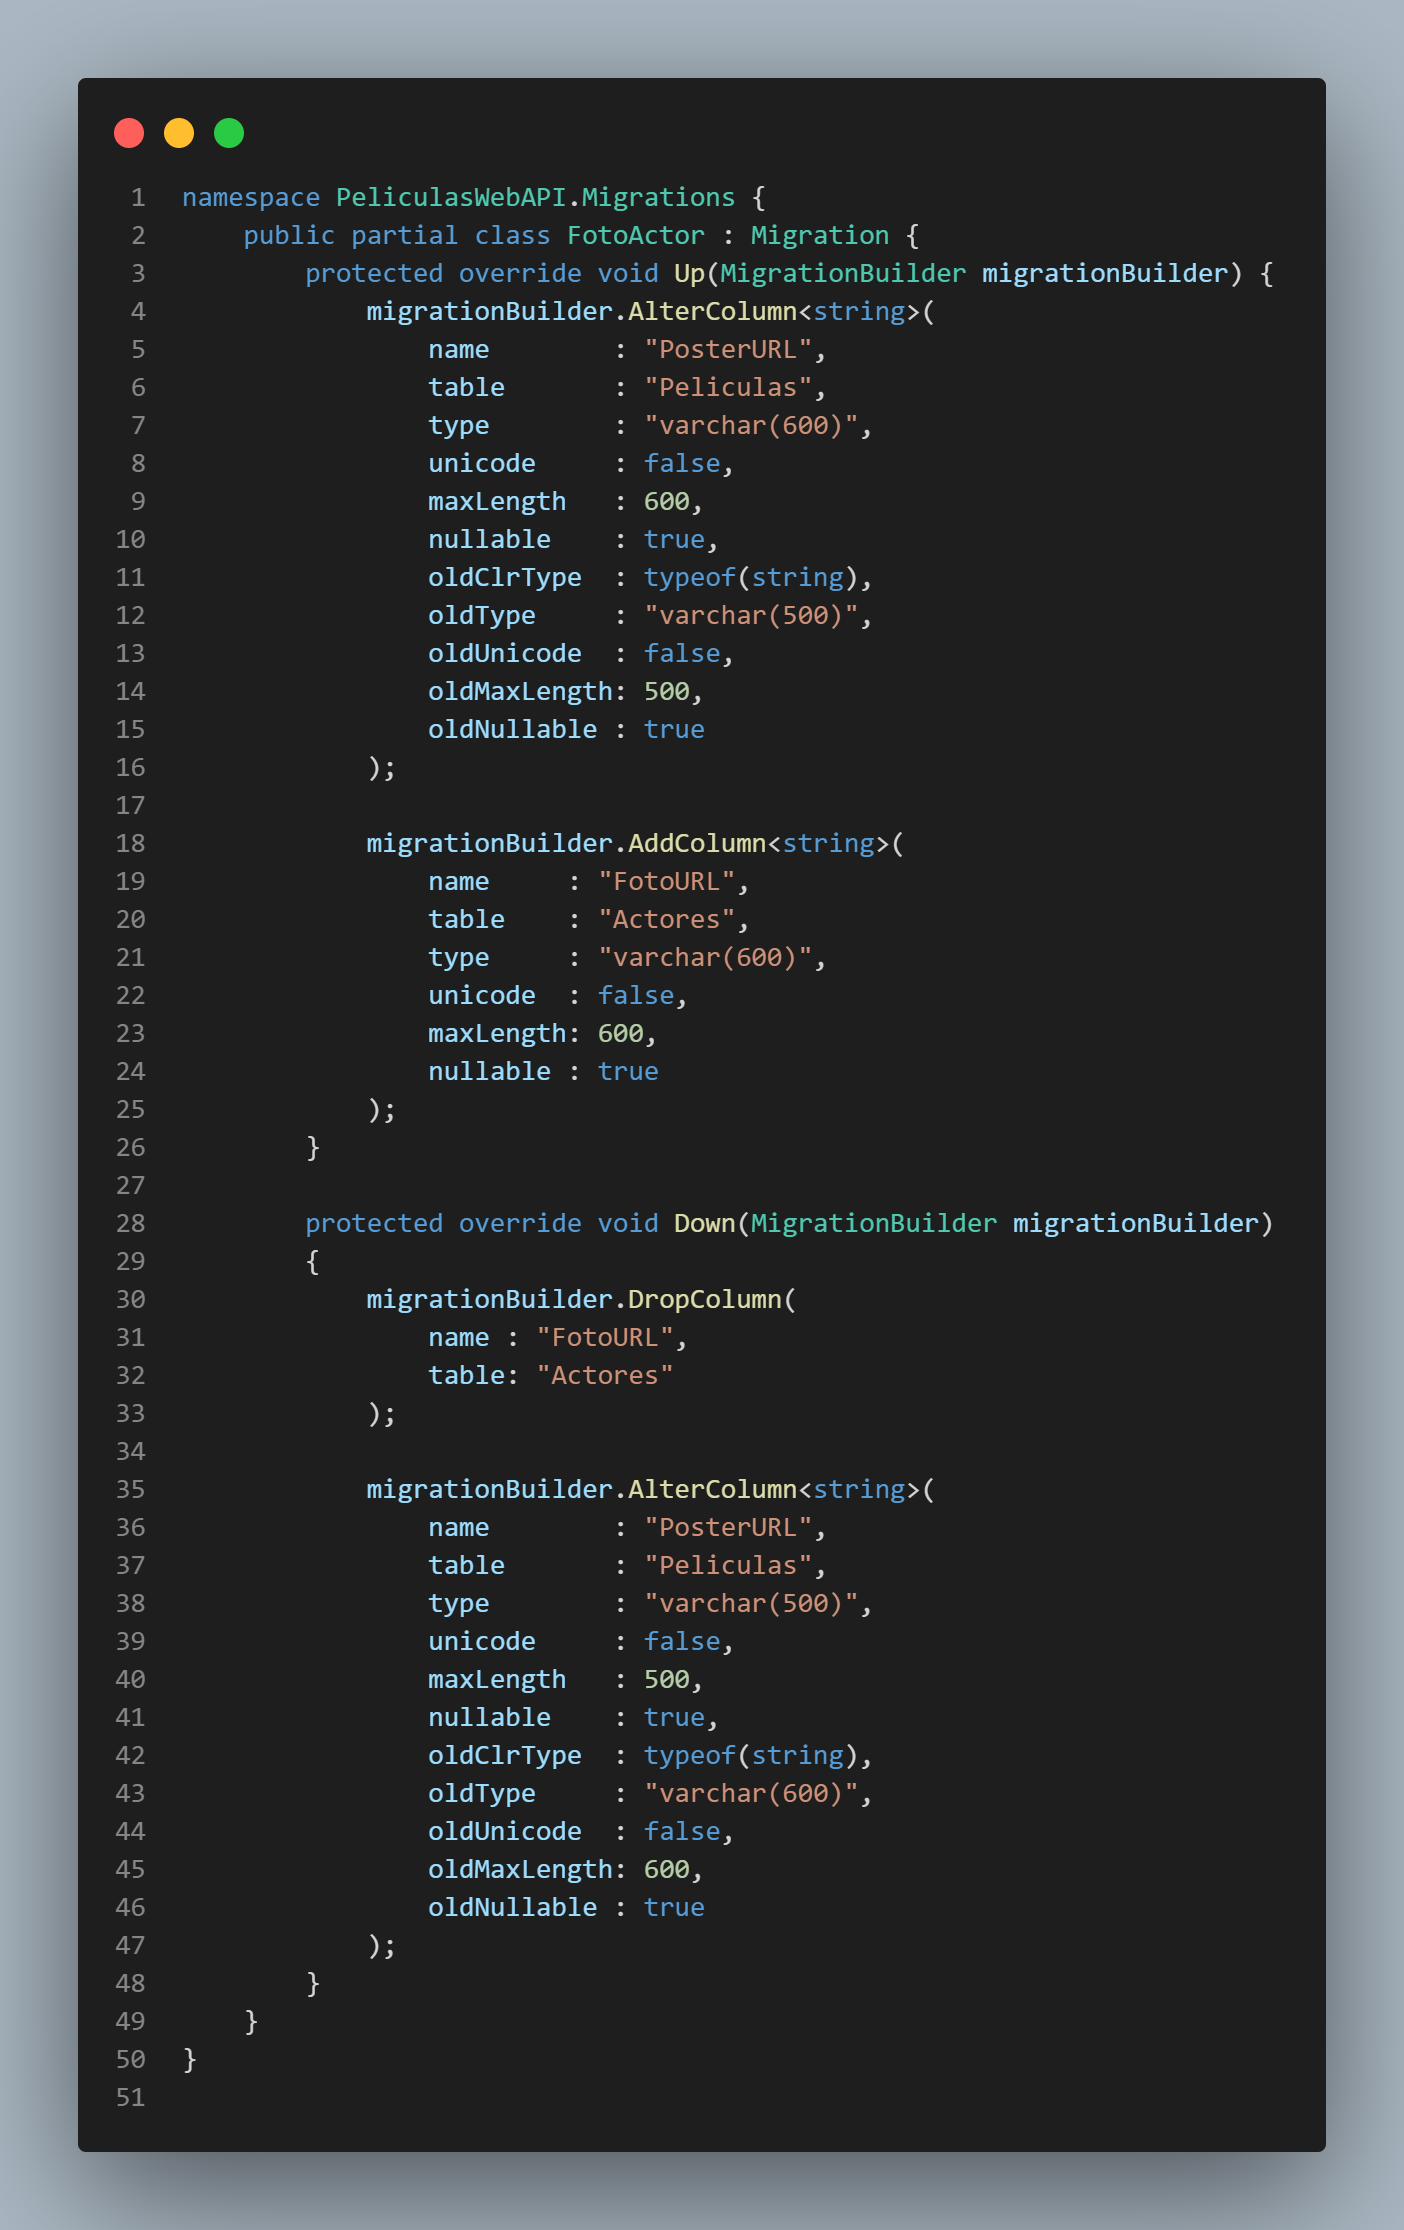 1 namespace PeliculasWebAPI.Migrations {
2     public partial class FotoActor : Migration {
3         protected override void Up(MigrationBuilder migrationBuilder) {
4             migrationBuilder.AlterColumn<string>(
5                 name        : "PosterURL",
6                 table       : "Peliculas",
7                 type        : "varchar(600)",
8                 unicode     : false,
9                 maxLength   : 600,
10                 nullable    : true,
11                 oldClrType  : typeof(string),
12                 oldType     : "varchar(500)",
13                 oldUnicode  : false,
14                 oldMaxLength: 500,
15                 oldNullable : true
16             );
17
18             migrationBuilder.AddColumn<string>(
19                 name     : "FotoURL",
20                 table    : "Actores",
21                 type     : "varchar(600)",
22                 unicode  : false,
23                 maxLength: 600,
24                 nullable : true
25             );
26         }
27
28         protected override void Down(MigrationBuilder migrationBuilder)
29         {
30             migrationBuilder.DropColumn(
31                 name : "FotoURL",
32                 table: "Actores"
33             );
34
35             migrationBuilder.AlterColumn<string>(
36                 name        : "PosterURL",
37                 table       : "Peliculas",
38                 type        : "varchar(500)",
39                 unicode     : false,
40                 maxLength   : 500,
41                 nullable    : true,
42                 oldClrType  : typeof(string),
43                 oldType     : "varchar(600)",
44                 oldUnicode  : false,
45                 oldMaxLength: 600,
46                 oldNullable : true
47             );
48         }
49     }
50 }
51